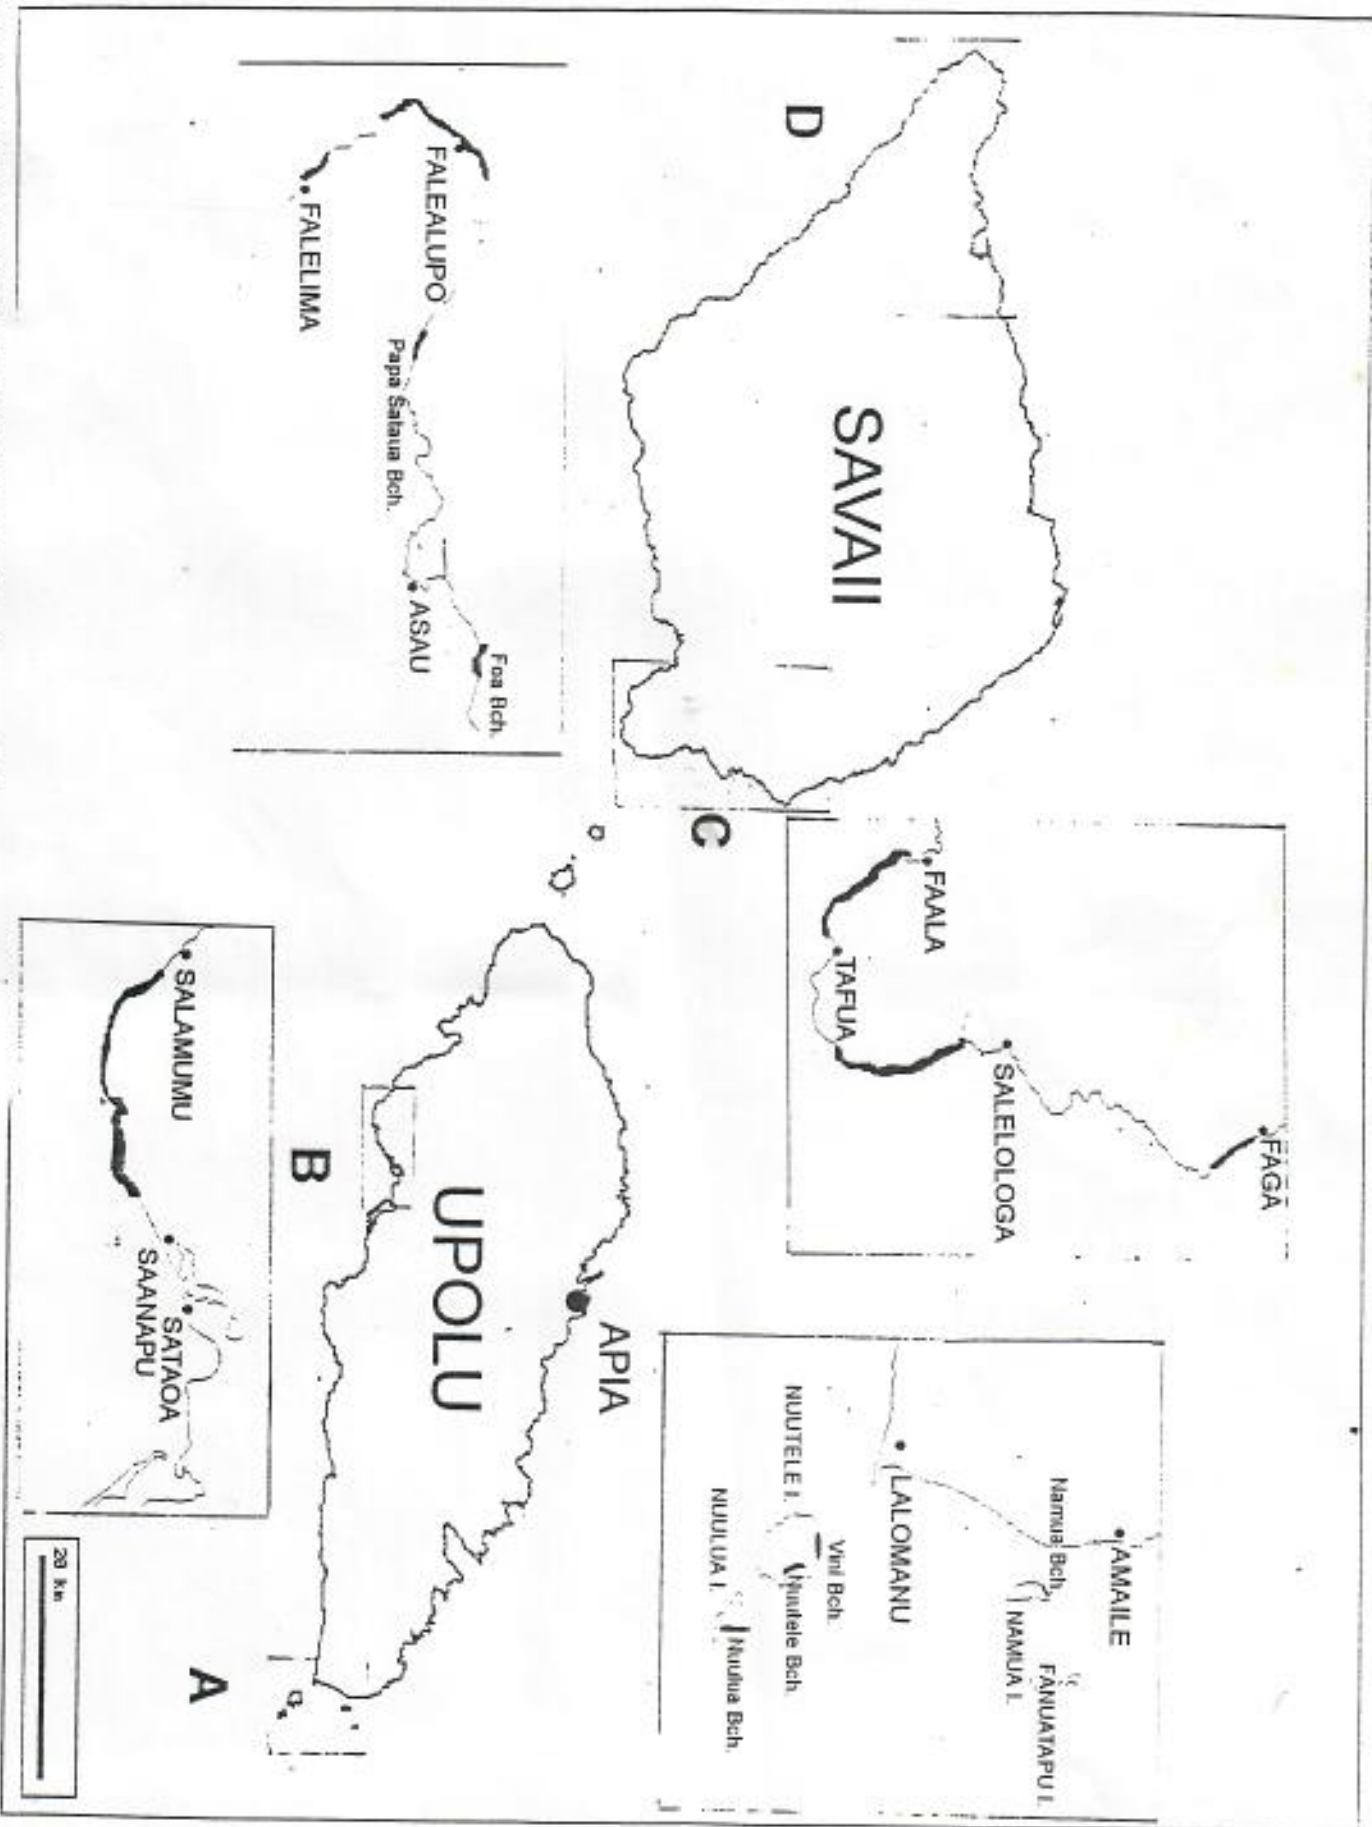 SAVAII
D
FALEALUPO
FALELIMA
Papa Sataua Bch.
ASAU
Foa Bch.
C
FAGA
SALELOLOGA
FAALA
TAFUA
APIA
UPOLU
B
A
AMAILE
Namua Bch.
FANUATAPU I.
NAMUA I.
LALOMANU
Vini Bch.
NUUTELE I.
Nuutele Bch.
NUULUA I.
Nuulua Bch.
SALAMUMU
SATAOA
SAANAPU
20 km